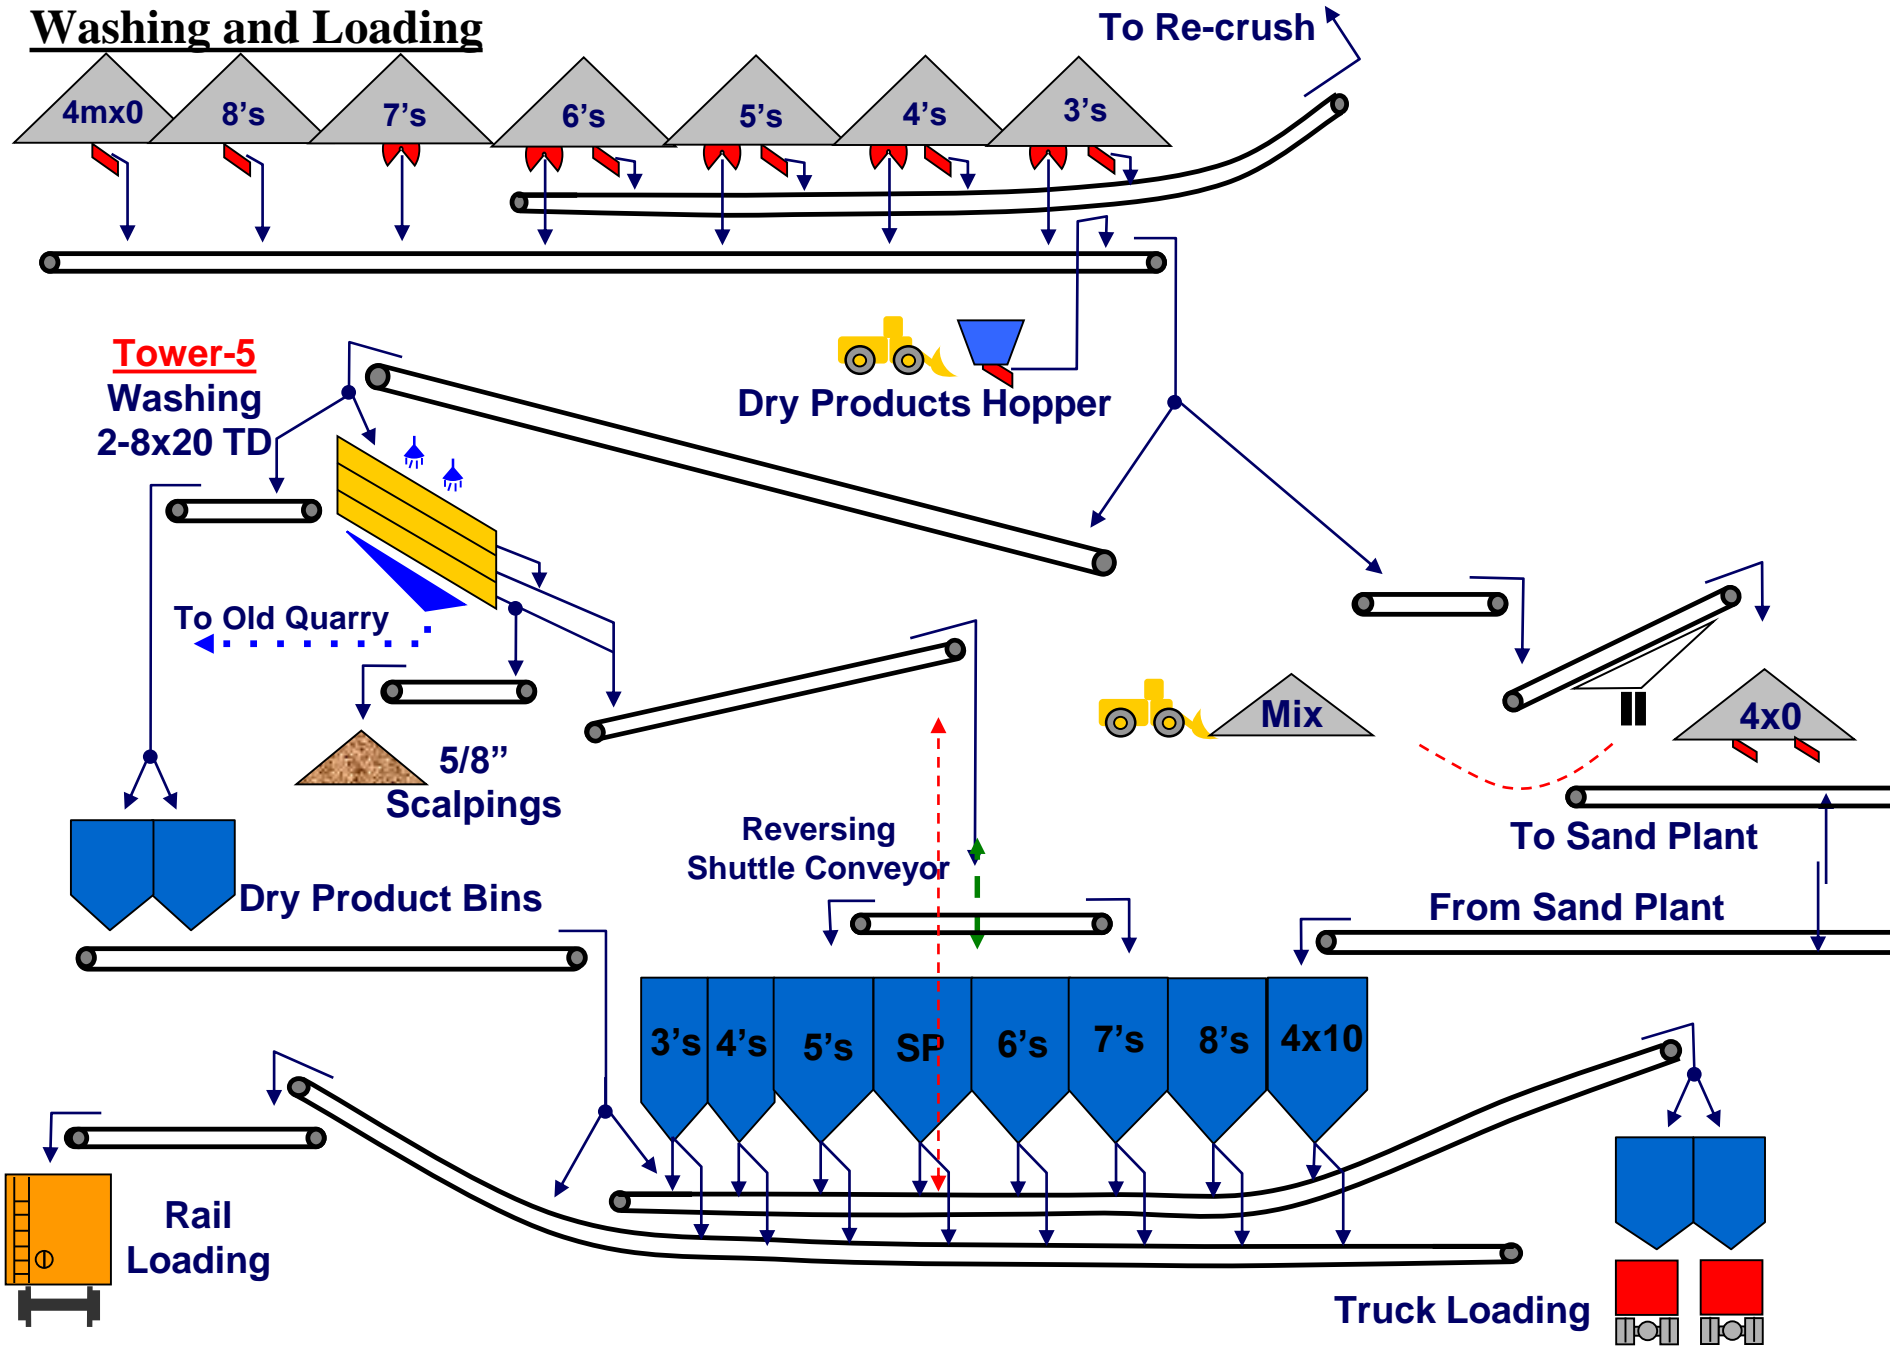 Washing and Loading
To Re-crush
4mx0
8’s
7’s
6’s
5’s
4’s
3’s
Tower-5
Washing
2-8x20 TD
Dry Products Hopper
To Old Quarry
5/8”
Scalpings
Mix
4x0
To Sand Plant
Reversing
Shuttle Conveyor
From Sand Plant
Dry Product Bins
3’s
4’s
5’s
SP
6’s
7’s
8’s
4x10
Rail
Loading
Truck Loading